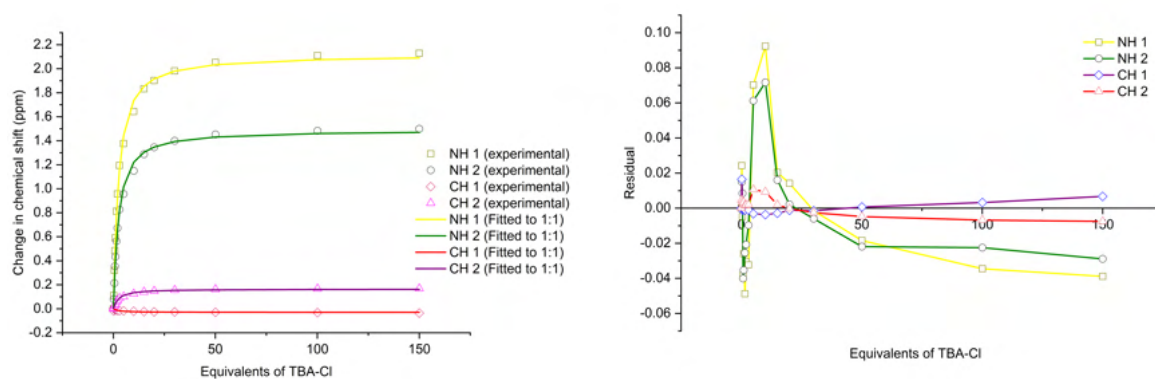 Change in chemical shift (ppm)
2.2
2.0
1.8
1.6
1.4
1.2
1.0
0.8
0.6
0.4
0.2
0.0
-0.2
0
50
100
150
Equivalents of TBA-Cl
NH 1 (experimental)
NH 2 (experimental)
CH 1 (experimental)
CH 2 (experimental)
NH 1 (Fitted to 1:1)
NH 2 (Fitted to 1:1)
CH 1 (Fitted to 1:1)
CH 2 (Fitted to 1:1)
Residual
0.10
0.08
0.06
0.04
0.02
0.00
-0.02
-0.04
-0.06
0
50
100
150
Equivalents of TBA-Cl
NH 1
NH 2
CH 1
CH 2